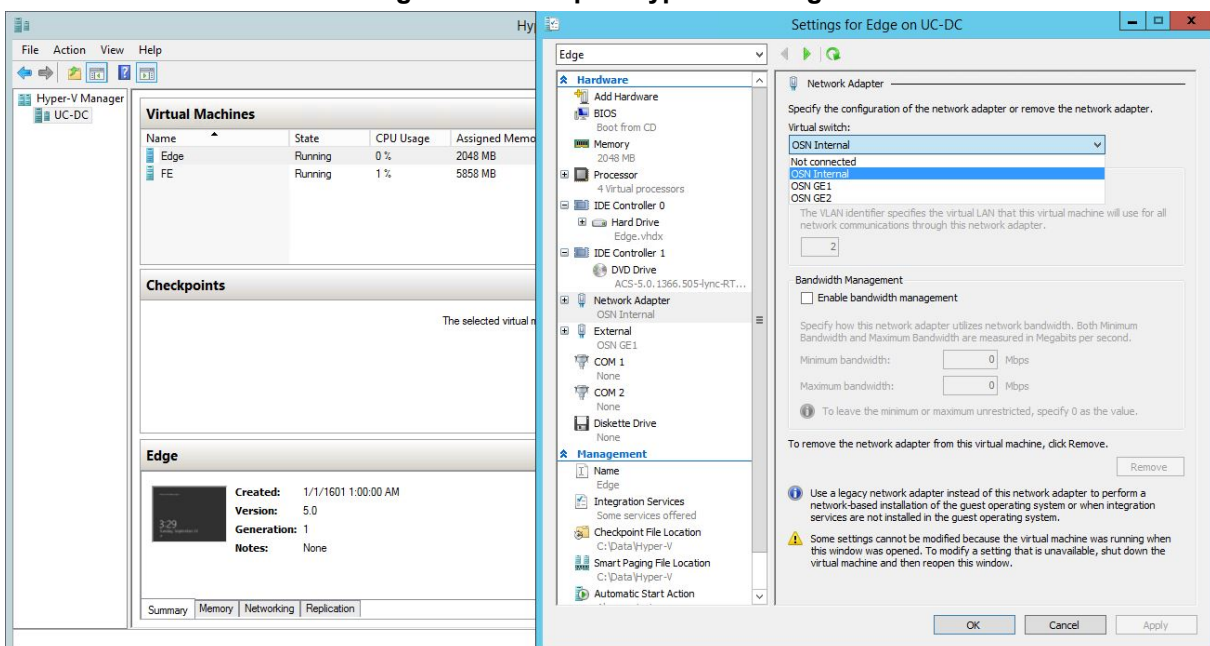 Hy
File Action View Help
Hyper-V Manager
UC-DC
Virtual Machines
Name State CPU Usage Assigned Memo
Edge Running 0 % 2048 MB
FE Running 1 % 5858 MB
Checkpoints
The selected virtual
Edge
3:29
Created: 1/1/1601 1:00:00 AM
Version: 5.0
Generation: 1
Notes: None
Summary Memory Networking Replication
Settings for Edge on UC-DC
Edge
Hardware
Add Hardware
BIOS
Boot from CD
Memory
2048 MB
Processor
4 Virtual processors
IDE Controller 0
Hard Drive
Edge.vhdx
IDE Controller 1
DVD Drive
ACS-5.0.1366.505-lync-RT...
Network Adapter
OSN Internal
External
OSN GE1
COM 1
None
COM 2
None
Diskette Drive
None
Management
Name
Edge
Integration Services
Some services offered
Checkpoint File Location
C:\Data\Hyper-V
Smart Paging File Location
C:\Data\Hyper-V
Automatic Start Action
Network Adapter
Specify the configuration of the network adapter or remove the network adapter.
Virtual switch:
OSN Internal
Not connected
OSN Internal
OSN GE1
OSN GE2
The VLAN identifier specifies the virtual LAN that this virtual machine will use for all
network communications through this network adapter.
2
Bandwidth Management
Enable bandwidth management
Specify how this network adapter utilizes network bandwidth. Both Minimum
Bandwidth and Maximum Bandwidth are measured in Megabits per second.
Minimum bandwidth: 0 Mbps
Maximum bandwidth: 0 Mbps
To leave the minimum or maximum unrestricted, specify 0 as the value.
To remove the network adapter from this virtual machine, click Remove.
Remove
Use a legacy network adapter instead of this network adapter to perform a
network-based installation of the guest operating system or when integration
services are not installed in the guest operating system.
Some settings cannot be modified because the virtual machine was running when
this window was opened. To modify a setting that is unavailable, shut down the
virtual machine and then reopen this window.
OK Cancel Apply